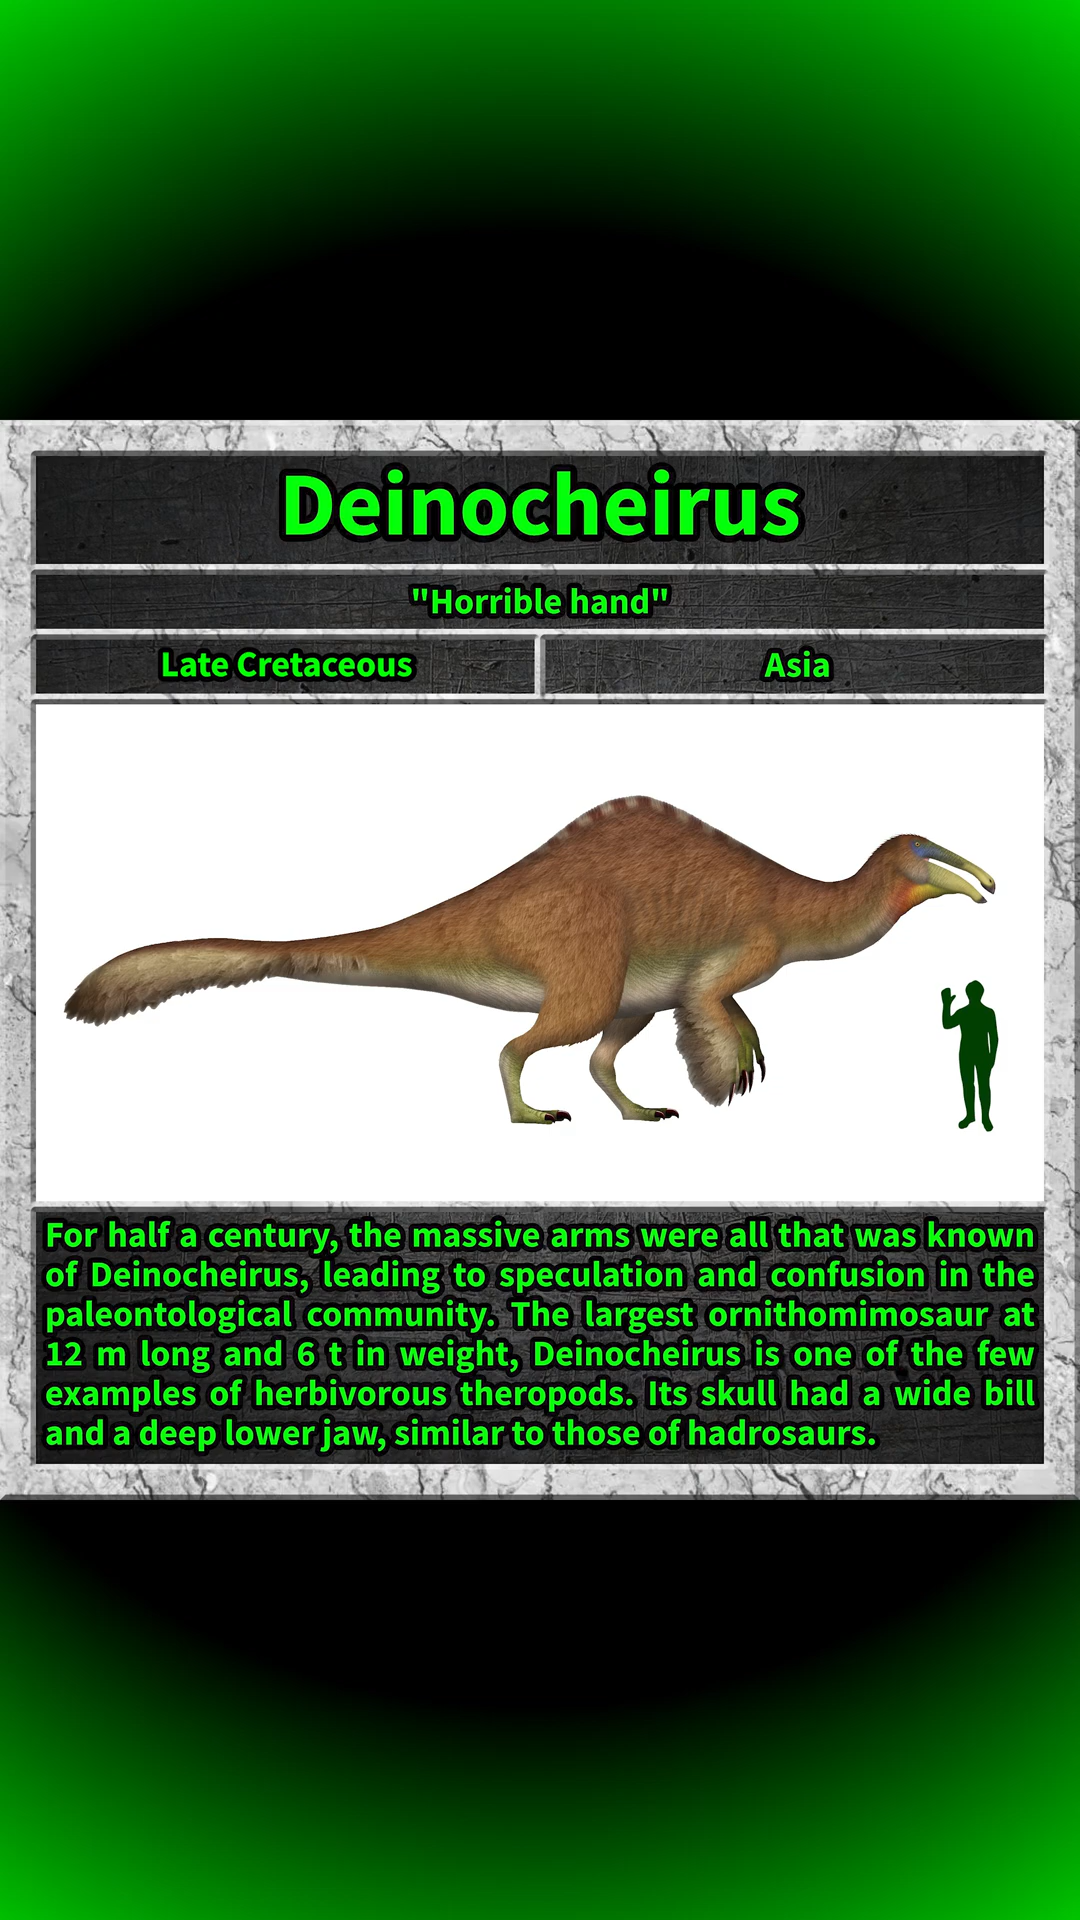 Deinocheirus
"Horrible hand"
Late Cretaceous
Asia
For half a century, the massive arms were all that was known
of Deinocheirus, leading to speculation and confusion in the
paleontological community. The largest ornithomimosaur at
12 m long and 6 t in weight, Deinocheirus is one of the few
examples of herbivorous theropods. Its skull had a wide bill
and a deep lower jaw, similar to those of hadrosaurs.